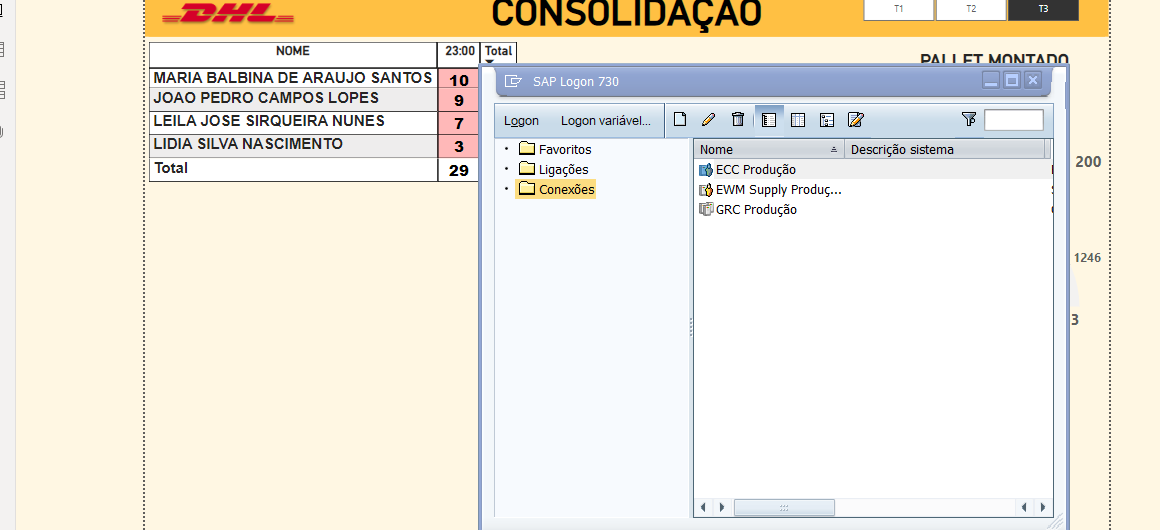 DHL
CONSOLIDAÇÃO
T1 T2 T3
NOME 23:00 Total
PALLET MONTADO
MARIA BALBINA DE ARAUJO SANTOS 10
JOAO PEDRO CAMPOS LOPES 9
LEILA JOSE SIRQUEIRA NUNES 7
LIDIA SILVA NASCIMENTO 3
Total 29
SAP Logon 730
Logon Logon variável...
Favoritos
Ligações
Conexões
Nome Descrição sistema
ECC Produção
EWM Supply Produç...
GRC Produção
200
1246
3